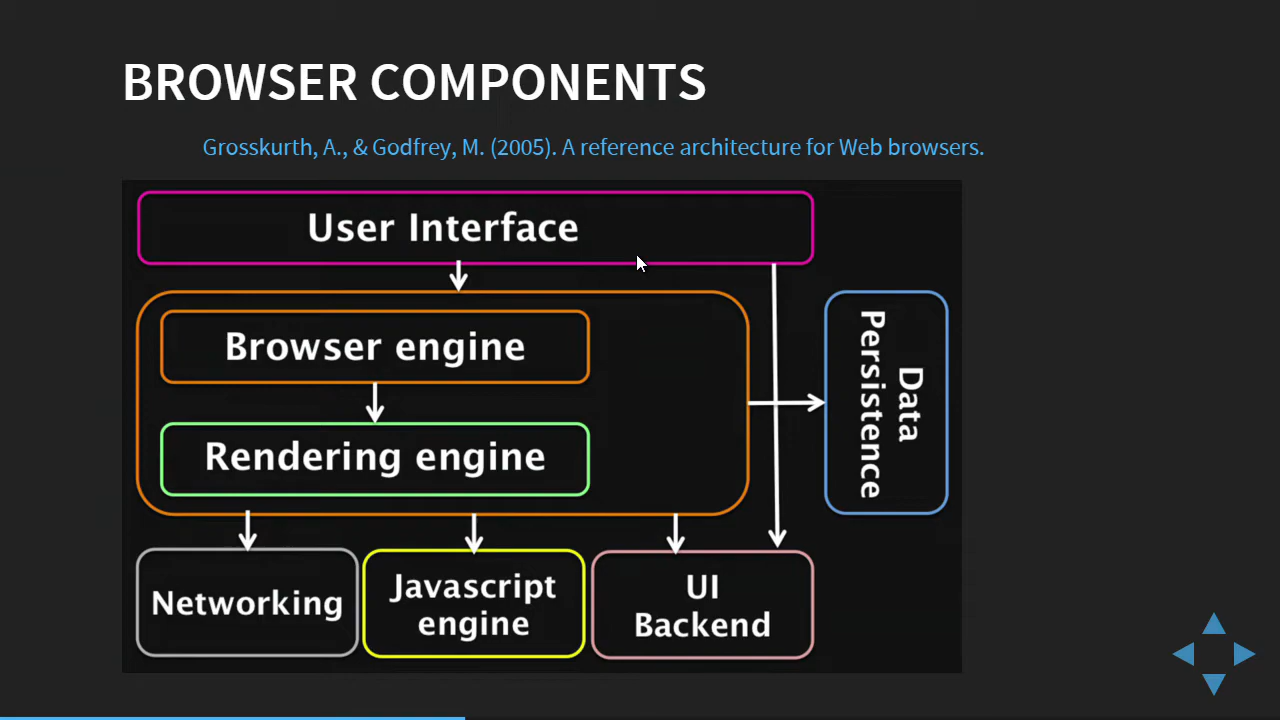 BROWSER COMPONENTS
Grosskurth, A., & Godfrey, M. (2005). A reference architecture for Web browsers.
User Interface
Browser engine
Rendering engine
Data
Persistence
Networking
Javascript
engine
UI
Backend